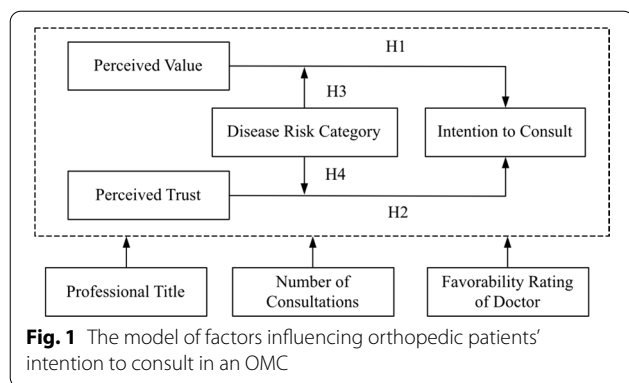 H1
Perceived Value
H3
Disease Risk Category
Intention to Consult
H4
Perceived Trust
H2
Professional Title
Number of
Consultations
Favorability Rating
of Doctor
Fig. 1 The model of factors influencing orthopedic patients'
intention to consult in an OMC